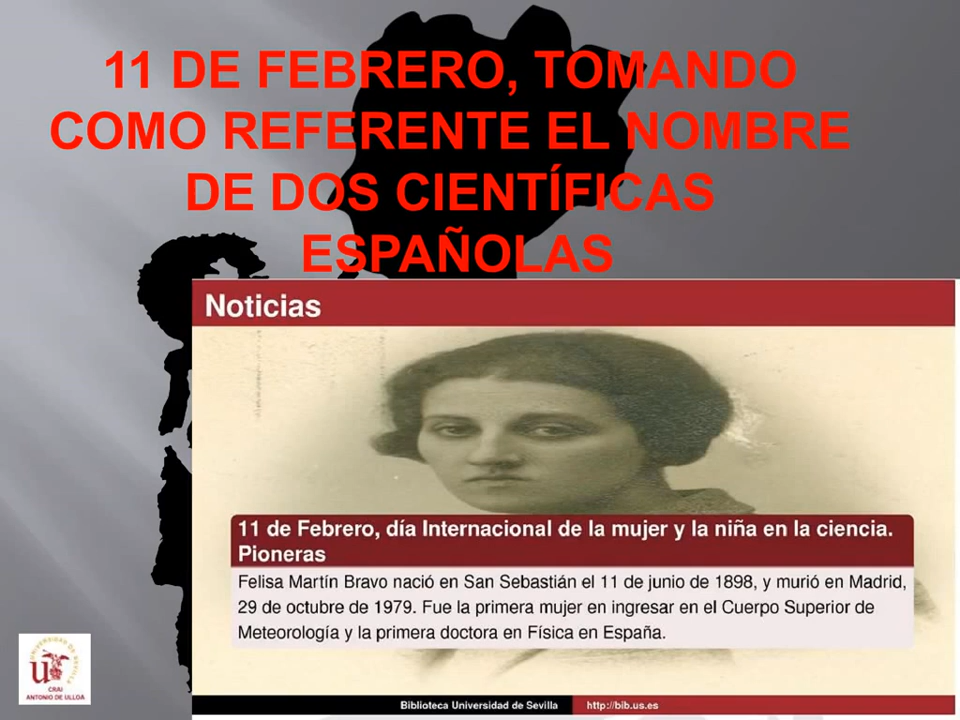 11 DE FEBRERO, TOMANDO
COMO REFERENTE EL NOMBRE
DE DOS CIENTÍFICAS
ESPAÑOLAS
Noticias
11 de Febrero, día Internacional de la mujer y la niña en la ciencia.
Pioneras
Felisa Martín Bravo nació en San Sebastián el 11 de junio de 1898, y murió en Madrid,
29 de octubre de 1979. Fue la primera mujer en ingresar en el Cuerpo Superior de
Meteorología y la primera doctora en Física en España.
UNIVERSIDAD DE SEVILLA
CRAI
ANTONIO DE ULLOA
Biblioteca Universidad de Sevilla
http://bib.us.es